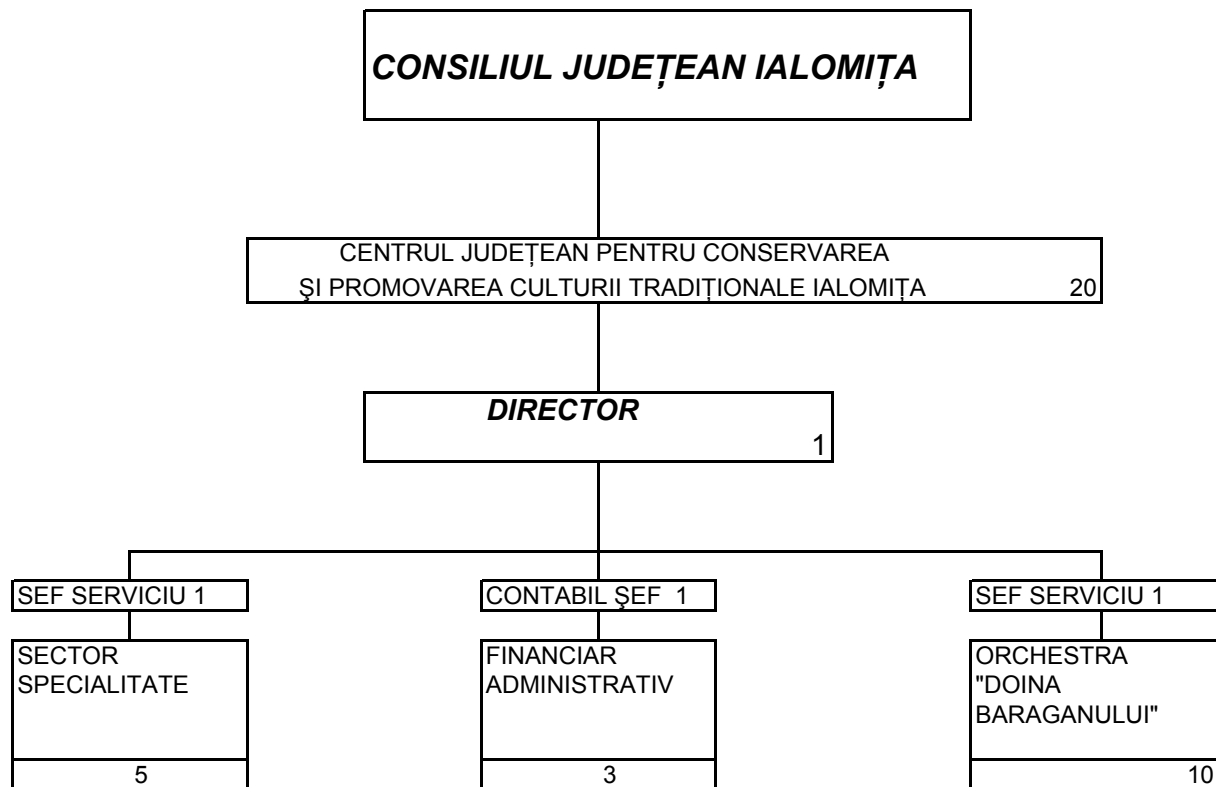 CONSILIUL JUDEȚEAN IALOMIȚA
CENTRUL JUDEȚEAN PENTRU CONSERVAREA
ŞI PROMOVAREA CULTURII TRADIȚIONALE IALOMIȚA 20
DIRECTOR
1
SEF SERVICIU 1
CONTABIL ŞEF 1
SEF SERVICIU 1
SECTOR
SPECIALITATE
5
FINANCIAR
ADMINISTRATIV
3
ORCHESTRA
"DOINA
BARAGANULUI"
10